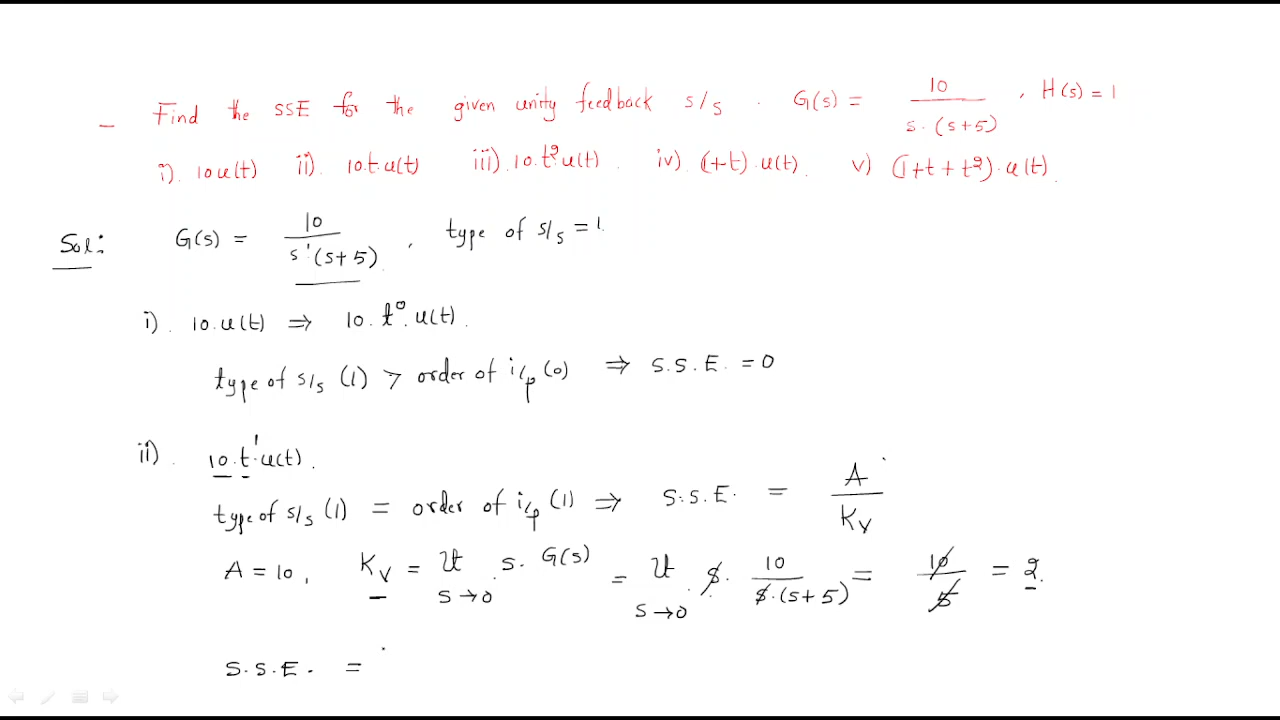 Find the SSE for the given unity feedback s/s . G(s) = 10 / s.(s+5) , H(s) = 1
i). 10 u(t) ii). 10.t.u(t) iii). 10.t².u(t) . iv). (1+t).u(t) . v) (1+t+t²).u(t).
Sol: G(s) = 10 / s¹(s+5) , type of s/s = 1.
i). 10.u(t) ⇒ 10.t⁰.u(t).
type of s/s (1) > order of i/p (0) ⇒ S.S.E. = 0
ii). 10.t¹.u(t).
type of s/s (1) = order of i/p (1) ⇒ S.S.E. = A / Kv
A = 10, Kv = lt s→0 s. G(s) = lt s→0 s. 10 / s.(s+5) = 10 / 5 = 2.
S.S.E. =